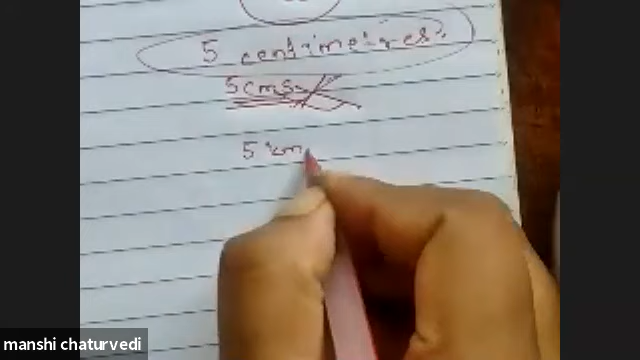 5 centimetres.
5cms
5 cm
manshi chaturvedi